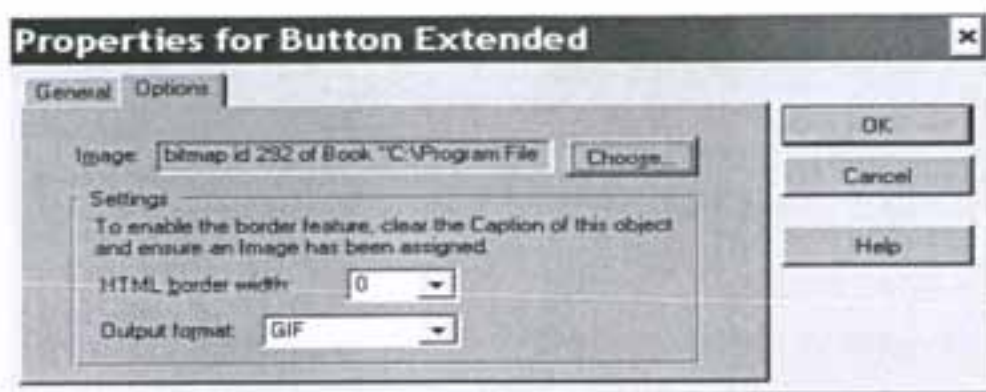 Properties for Button Extended
General Options
Image: bitmap id 292 of Book "C:\Program File Choose...
OK
Cancel
Help
Settings
To enable the border feature, clear the Caption of this object
and ensure an Image has been assigned.
HTML border width: 0
Output format: GIF